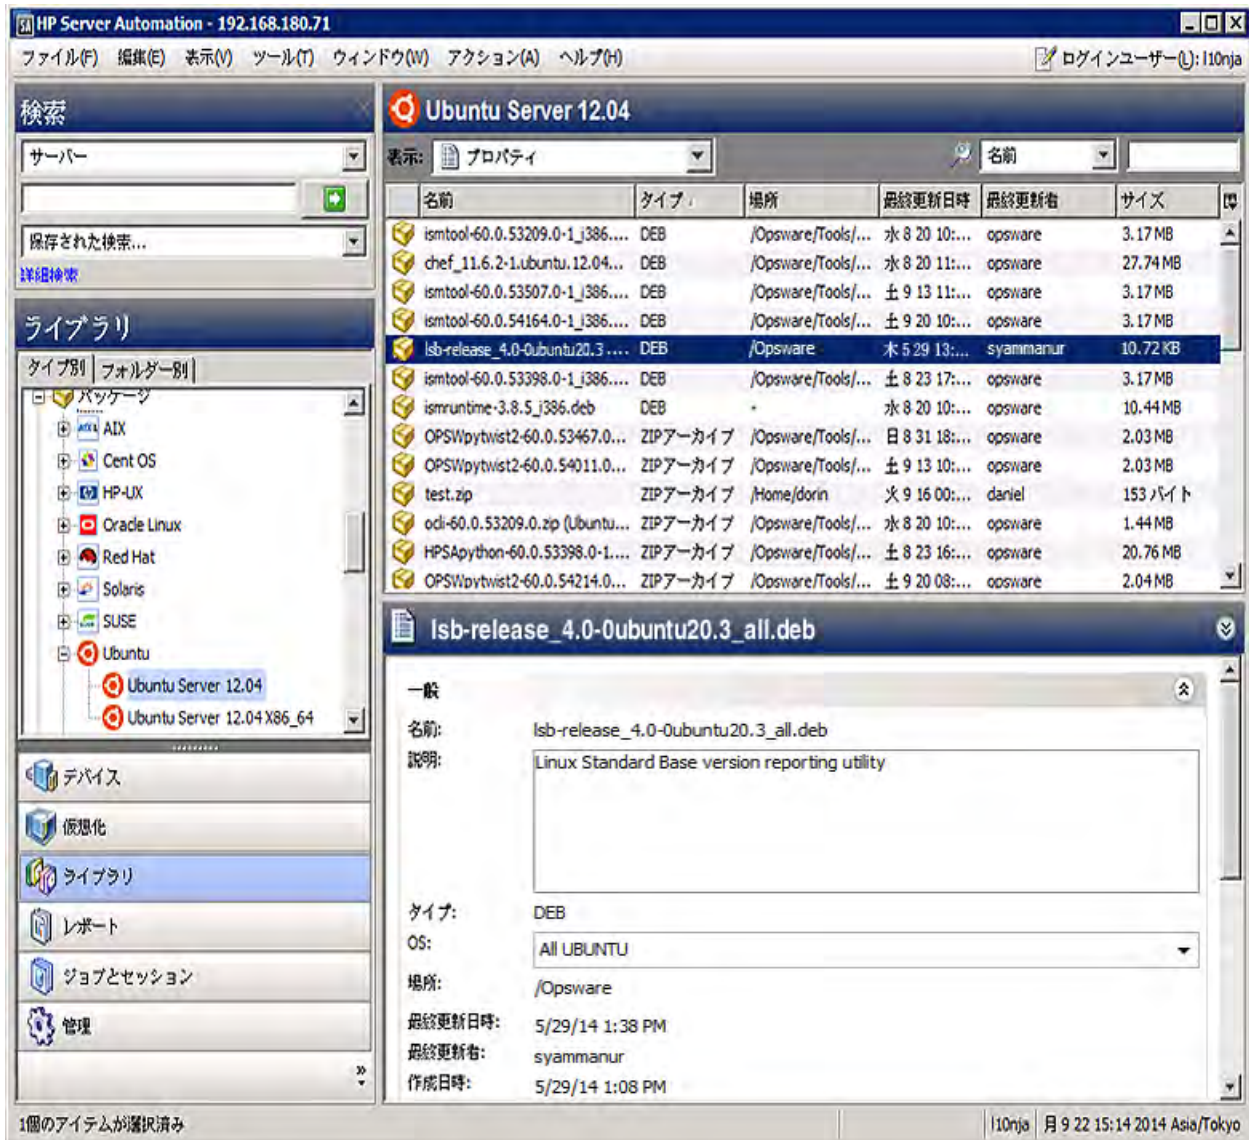 HP Server Automation - 192.168.180.71
ファイル(F) 編集(E) 表示(V) ツール(T) ウィンドウ(W) アクション(A) ヘルプ(H) ログインユーザー(L): l10nja
検索
サーバー
保存された検索...
詳細検索
ライブラリ
タイプ別 フォルダー別
パッケージ
AIX
Cent OS
HP-UX
Oracle Linux
Red Hat
Solaris
SUSE
Ubuntu
Ubuntu Server 12.04
Ubuntu Server 12.04 X86_64
デバイス
仮想化
ライブラリ
レポート
ジョブとセッション
管理
Ubuntu Server 12.04
表示: プロパティ 名前
名前 タイプ 場所 最終更新日時 最終更新者 サイズ
ismtool-60.0.53209.0-1_i386.... DEB /Opsware/Tools/... 水 8 20 10:... opsware 3.17 MB
chef_11.6.2-1.ubuntu.12.04... DEB /Opsware/Tools/... 水 8 20 11:... opsware 27.74 MB
ismtool-60.0.53507.0-1_i386.... DEB /Opsware/Tools/... 土 9 13 11:... opsware 3.17 MB
ismtool-60.0.54164.0-1_i386.... DEB /Opsware/Tools/... 土 9 20 10:... opsware 3.17 MB
lsb-release_4.0-0ubuntu20.3 .... DEB /Opsware 木 5 29 13:... syammanur 10.72 KB
ismtool-60.0.53398.0-1_i386.... DEB /Opsware/Tools/... 土 8 23 17:... opsware 3.17 MB
ismruntime-3.8.5_i386.deb DEB - 水 8 20 10:... opsware 10.44 MB
OPSWpytwist2-60.0.53467.0... ZIPアーカイブ /Opsware/Tools/... 日 8 31 18:... opsware 2.03 MB
OPSWpytwist2-60.0.54011.0... ZIPアーカイブ /Opsware/Tools/... 土 9 13 10:... opsware 2.03 MB
test.zip ZIPアーカイブ /Home/dorin 火 9 16 00:... daniel 153 バイト
ocli-60.0.53209.0.zip (Ubuntu... ZIPアーカイブ /Opsware/Tools/... 水 8 20 10:... opsware 1.44 MB
HPSApython-60.0.53398.0-1.... ZIPアーカイブ /Opsware/Tools/... 土 8 23 16:... opsware 20.76 MB
OPSWpytwist2-60.0.54214.0... ZIPアーカイブ /Opsware/Tools/... 土 9 20 08:... opsware 2.04 MB
lsb-release_4.0-0ubuntu20.3_all.deb
一般
名前: lsb-release_4.0-0ubuntu20.3_all.deb
説明: Linux Standard Base version reporting utility
タイプ: DEB
OS: All UBUNTU
場所: /Opsware
最終更新日時: 5/29/14 1:38 PM
最終更新者: syammanur
作成日時: 5/29/14 1:08 PM
1個のアイテムが選択済み l10nja 月 9 22 15:14 2014 Asia/Tokyo